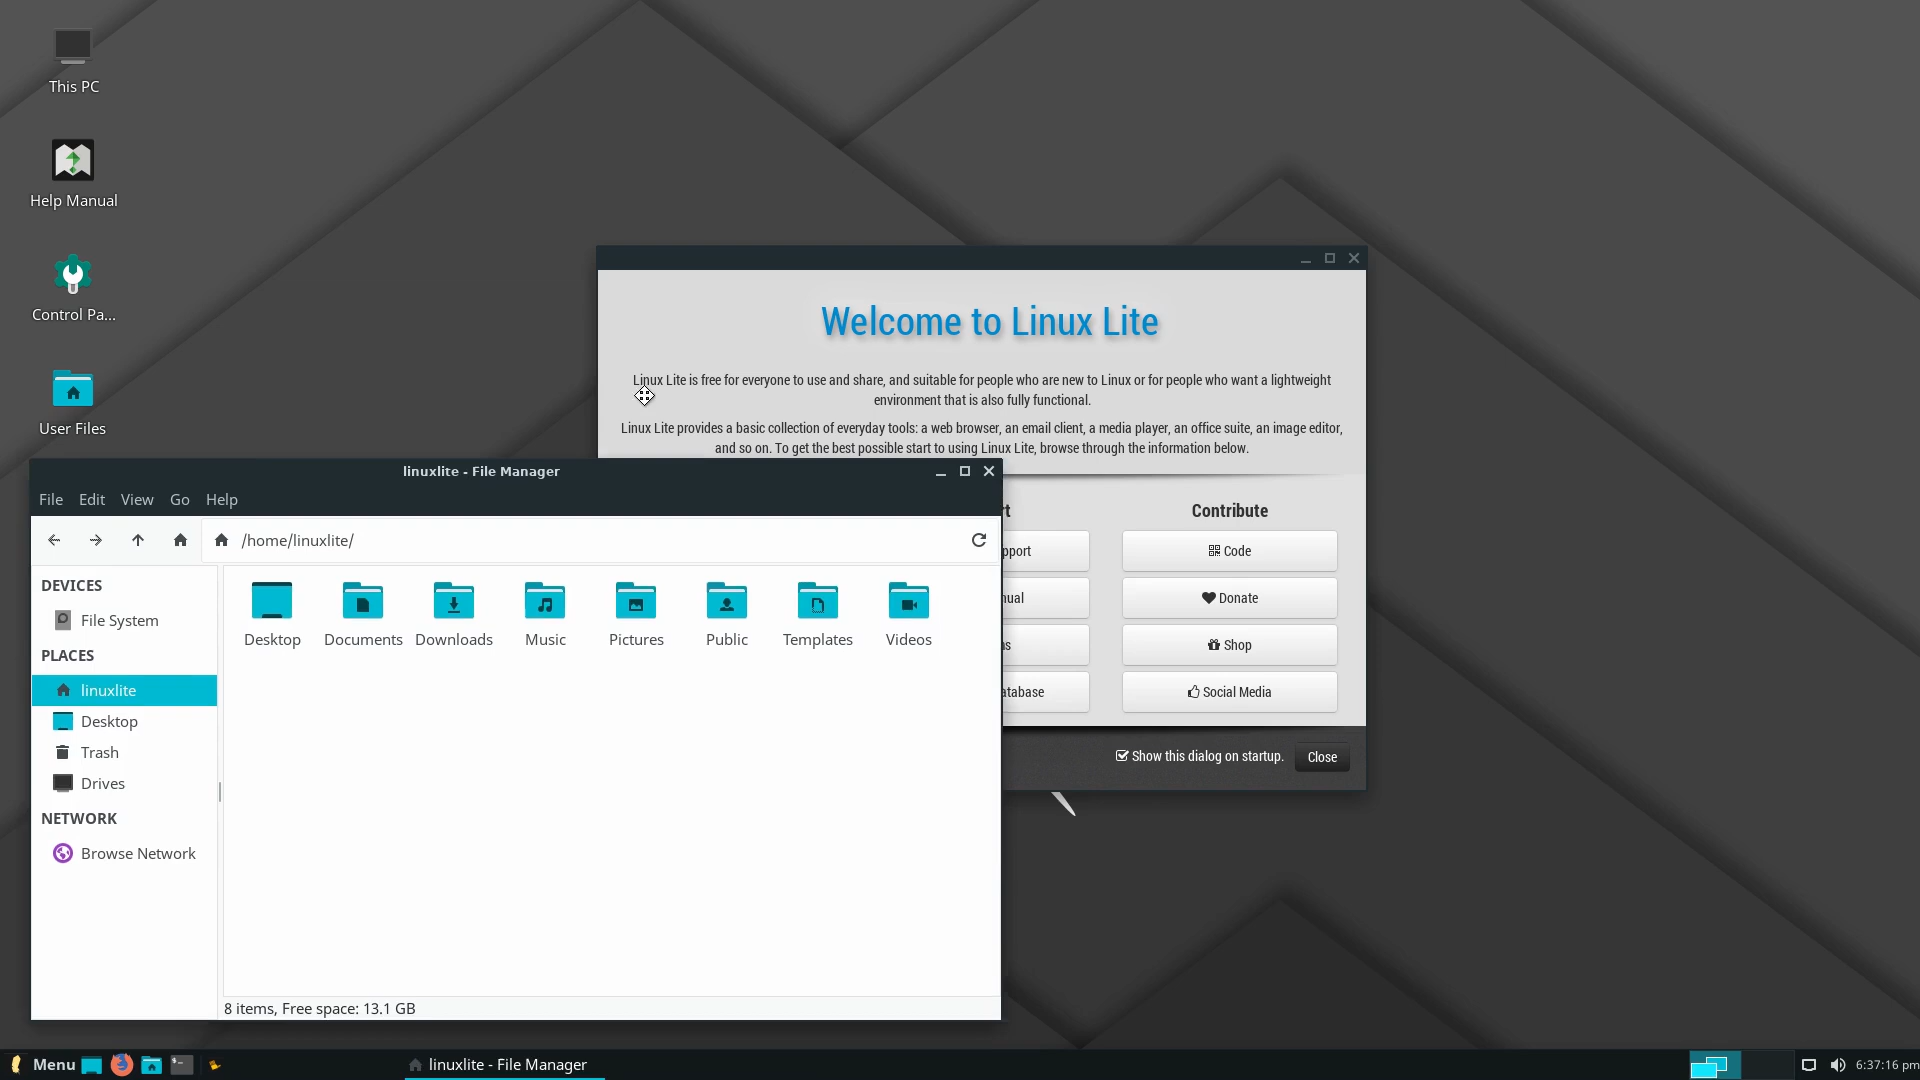 This PC
Help Manual
Control Pa...
User Files
Welcome to Linux Lite
Linux Lite is free for everyone to use and share, and suitable for people who are new to Linux or for people who want a lightweight
environment that is also fully functional.
Linux Lite provides a basic collection of everyday tools: a web browser, an email client, a media player, an office suite, an image editor,
and so on. To get the best possible start to using Linux Lite, browse through the information below.
linuxlite - File Manager
File Edit View Go Help
/home/linuxlite/
DEVICES
File System
PLACES
linuxlite
Desktop
Trash
Drives
NETWORK
Browse Network
Desktop Documents Downloads Music Pictures Public Templates Videos
8 items, Free space: 13.1 GB
rt
pport
nual
ns
atabase
Contribute
Code
Donate
Shop
Social Media
Show this dialog on startup. Close
Menu
linuxlite - File Manager
6:37:16 pm